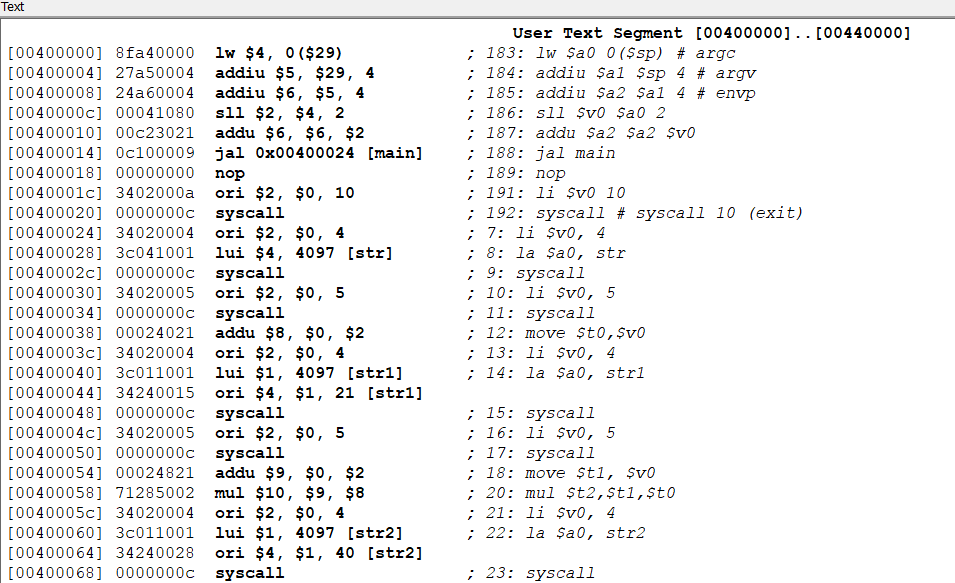 Text
User Text Segment [00400000]..[00440000]
[00400000] 8fa40000  lw $4, 0($29)            ; 183: lw $a0 0($sp) # argc
[00400004] 27a50004  addiu $5, $29, 4         ; 184: addiu $a1 $sp 4 # argv
[00400008] 24a60004  addiu $6, $5, 4          ; 185: addiu $a2 $a1 4 # envp
[0040000c] 00041080  sll $2, $4, 2            ; 186: sll $v0 $a0 2
[00400010] 00c23021  addu $6, $6, $2          ; 187: addu $a2 $a2 $v0
[00400014] 0c100009  jal 0x00400024 [main]    ; 188: jal main
[00400018] 00000000  nop                      ; 189: nop
[0040001c] 3402000a  ori $2, $0, 10           ; 191: li $v0 10
[00400020] 0000000c  syscall                  ; 192: syscall # syscall 10 (exit)
[00400024] 34020004  ori $2, $0, 4            ; 7: li $v0, 4
[00400028] 3c041001  lui $4, 4097 [str]       ; 8: la $a0, str
[0040002c] 0000000c  syscall                  ; 9: syscall
[00400030] 34020005  ori $2, $0, 5            ; 10: li $v0, 5
[00400034] 0000000c  syscall                  ; 11: syscall
[00400038] 00024021  addu $8, $0, $2          ; 12: move $t0,$v0
[0040003c] 34020004  ori $2, $0, 4            ; 13: li $v0, 4
[00400040] 3c011001  lui $1, 4097 [str1]      ; 14: la $a0, str1
[00400044] 34240015  ori $4, $1, 21 [str1]
[00400048] 0000000c  syscall                  ; 15: syscall
[0040004c] 34020005  ori $2, $0, 5            ; 16: li $v0, 5
[00400050] 0000000c  syscall                  ; 17: syscall
[00400054] 00024821  addu $9, $0, $2          ; 18: move $t1, $v0
[00400058] 71285002  mul $10, $9, $8          ; 20: mul $t2,$t1,$t0
[0040005c] 34020004  ori $2, $0, 4            ; 21: li $v0, 4
[00400060] 3c011001  lui $1, 4097 [str2]      ; 22: la $a0, str2
[00400064] 34240028  ori $4, $1, 40 [str2]
[00400068] 0000000c  syscall                  ; 23: syscall